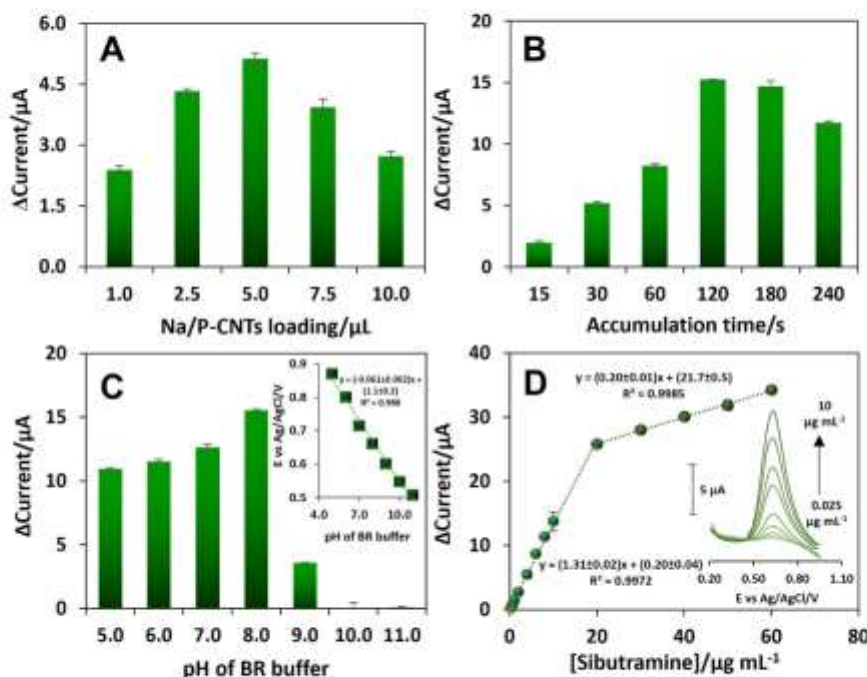 A
ΔCurrent/µA
6.0
4.5
3.0
1.5
0.0
1.0 2.5 5.0 7.5 10.0
Na/P-CNTs loading/µL
B
ΔCurrent/µA
20
15
10
5
0
15 30 60 120 180 240
Accumulation time/s
C
ΔCurrent/µA
20
15
10
5
0
5.0 6.0 7.0 8.0 9.0 10.0 11.0
pH of BR buffer
E vs Ag/AgCl/V
0.9
0.8
0.7
0.6
0.5
R² = 0.998
4.0 7.0 10.0
pH of BR buffer
D
ΔCurrent/µA
40
30
20
10
0
y = (0.20±0.01)x + (21.7±0.5)
R² = 0.9985
y = (1.31±0.02)x + (0.20±0.04)
R² = 0.9972
5 µA
10
µg mL⁻¹
0.025
µg mL⁻¹
0.20 0.50 0.80 1.10
E vs Ag/AgCl/V
0 20 40 60 80
[Sibutramine]/µg mL⁻¹